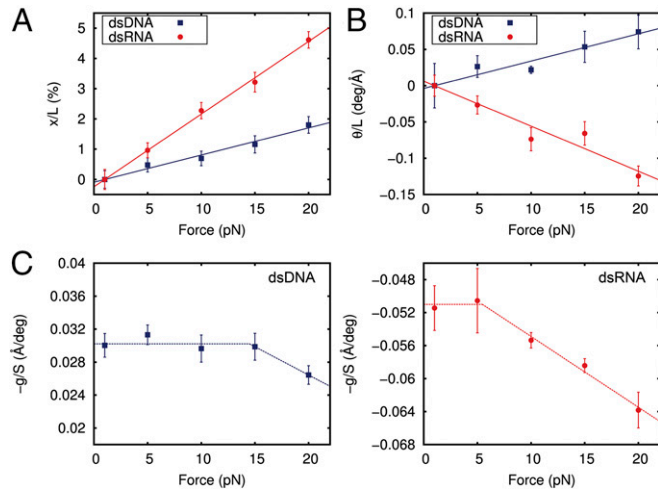 A
dsDNA
dsRNA
x/L (%)
5
4
3
2
1
0
0 5 10 15 20
Force (pN)
B
dsDNA
dsRNA
θ/L (deg/Å)
0.1
0.05
0
−0.05
−0.1
−0.15
0 5 10 15 20
Force (pN)
C
dsDNA
−g/S (Å/deg)
0.04
0.036
0.032
0.028
0.024
0.02
0 5 10 15 20
Force (pN)
dsRNA
−g/S (Å/deg)
−0.048
−0.052
−0.056
−0.06
−0.064
−0.068
0 5 10 15 20
Force (pN)